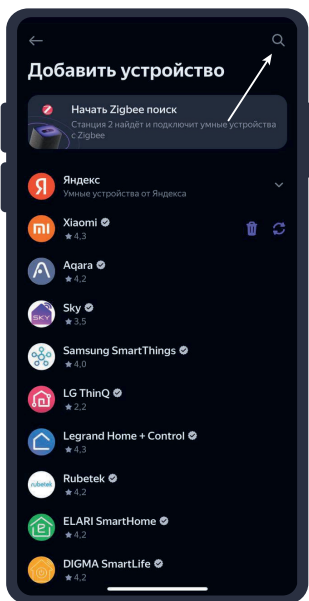 Добавить устройство
Начать Zigbee поиск
Станция 2 найдёт и подключит умные устройства
с Zigbee
Я
Яндекс
Умные устройства от Яндекса
Xiaomi
4,3
Aqara
4,2
SKY
Sky
3,5
Samsung SmartThings
4,0
LG ThinQ
2,2
Legrand Home + Control
4,3
rubetek
Rubetek
4,2
ELARI SmartHome
4,2
DIGMA SmartLife
4,2